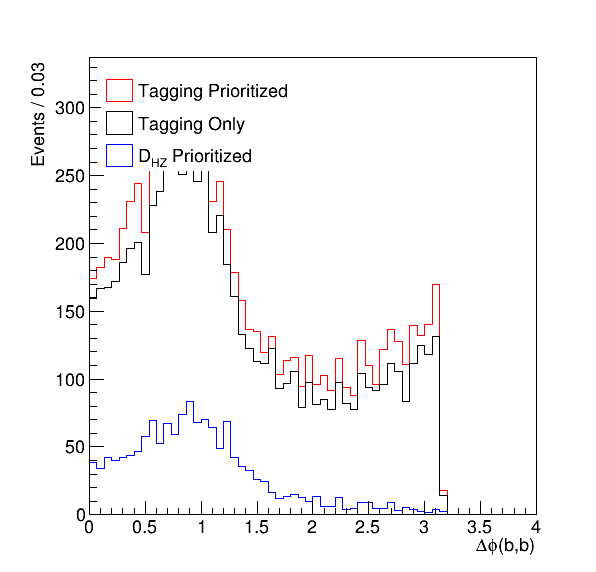 Events / 0.03
Tagging Prioritized
Tagging Only
D_HZ Prioritized
300
250
200
150
100
50
0
0 0.5 1 1.5 2 2.5 3 3.5 4
Δϕ(b,b)